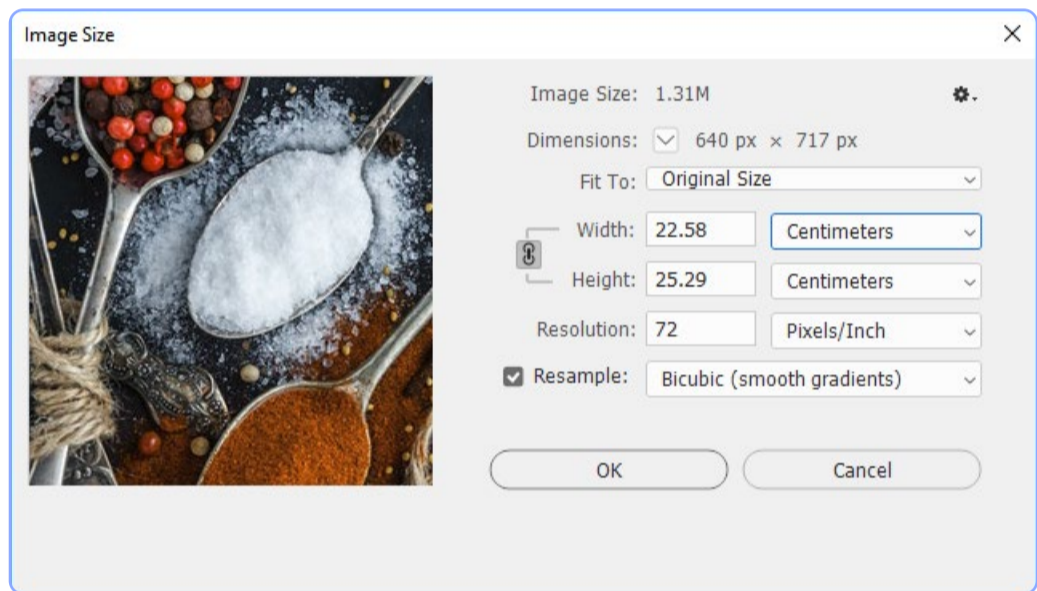 Image Size
Image Size: 1.31M
Dimensions: 640 px × 717 px
Fit To: Original Size
Width: 22.58 Centimeters
Height: 25.29 Centimeters
Resolution: 72 Pixels/Inch
Resample: Bicubic (smooth gradients)
OK Cancel